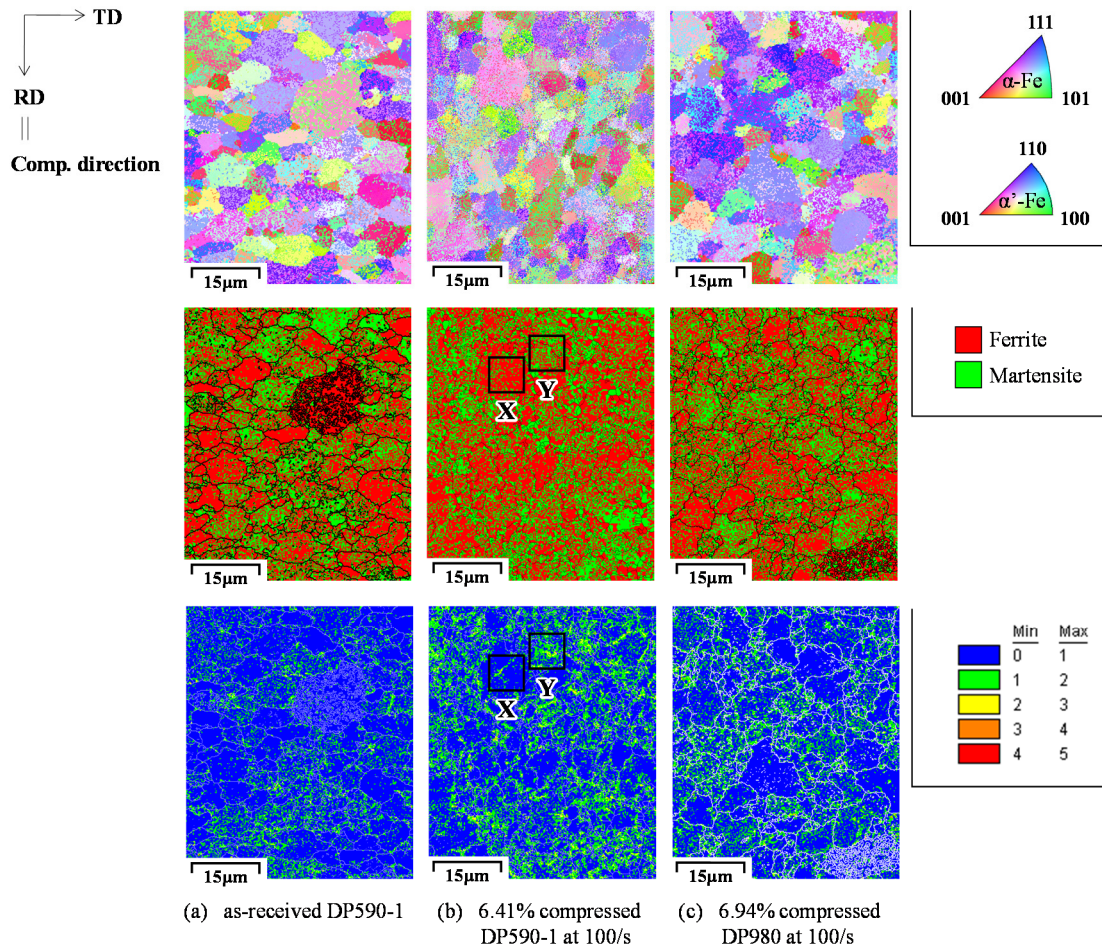 TD
RD
||
Comp. direction
15μm
15μm
15μm
111
α-Fe
001
101
110
α’-Fe
001
100
X
Y
15μm
15μm
15μm
Ferrite
Martensite
X
Y
15μm
15μm
15μm
Min Max
0 1
1 2
2 3
3 4
4 5
(a) as-received DP590-1
(b) 6.41% compressed
DP590-1 at 100/s
(c) 6.94% compressed
DP980 at 100/s